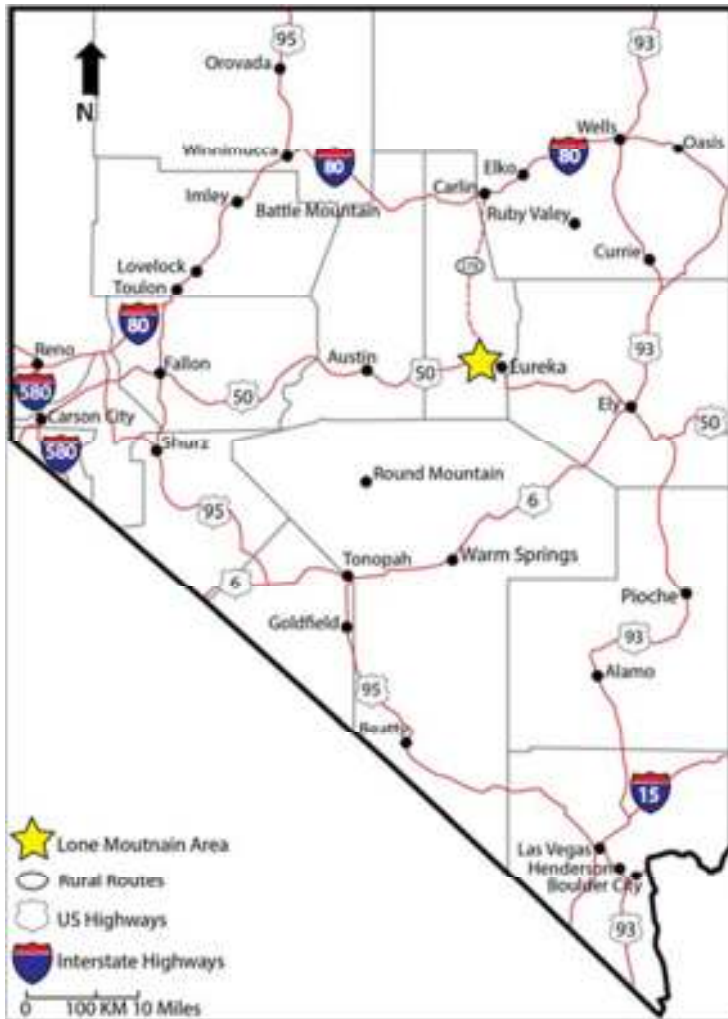 95
93
Orovada
N
Wells
Oasis
Winnimucca
80
80
Elko
Carlin
Imley
Battle Mountain
Ruby Valey
Currie
Lovelock
Toulon
80
93
Reno
Fallon
Austin
50
Eureka
580
50
Carson City
Ely
50
580
Shurz
Round Mountain
6
95
Tonopah
Warm Springs
6
Pioche
Goldfield
93
Alamo
95
Beatty
15
Las Vegas
Henderson
Boulder City
93
Lone Moutnain Area
Rural Routes
US Highways
Interstate Highways
0 100 KM 10 Miles